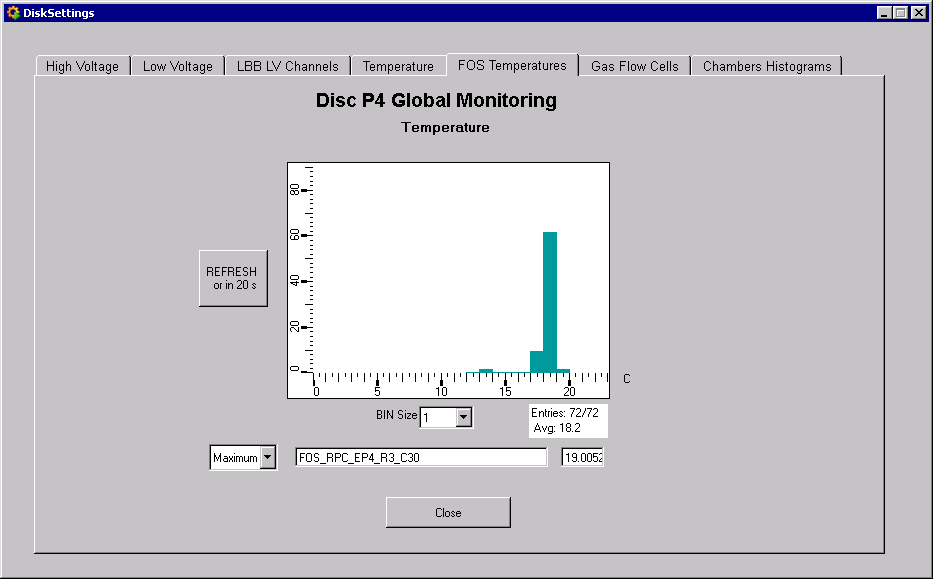 DiskSettings
High Voltage
Low Voltage
LBB LV Channels
Temperature
FOS Temperatures
Gas Flow Cells
Chambers Histograms
Disc P4 Global Monitoring
Temperature
80
60
40
20
0
0 5 10 15 20
C
REFRESH
or in 20 s
BIN Size 1
Entries: 72/72
Avg: 18.2
Maximum
FOS_RPC_EP4_R3_C30
19.0052
Close